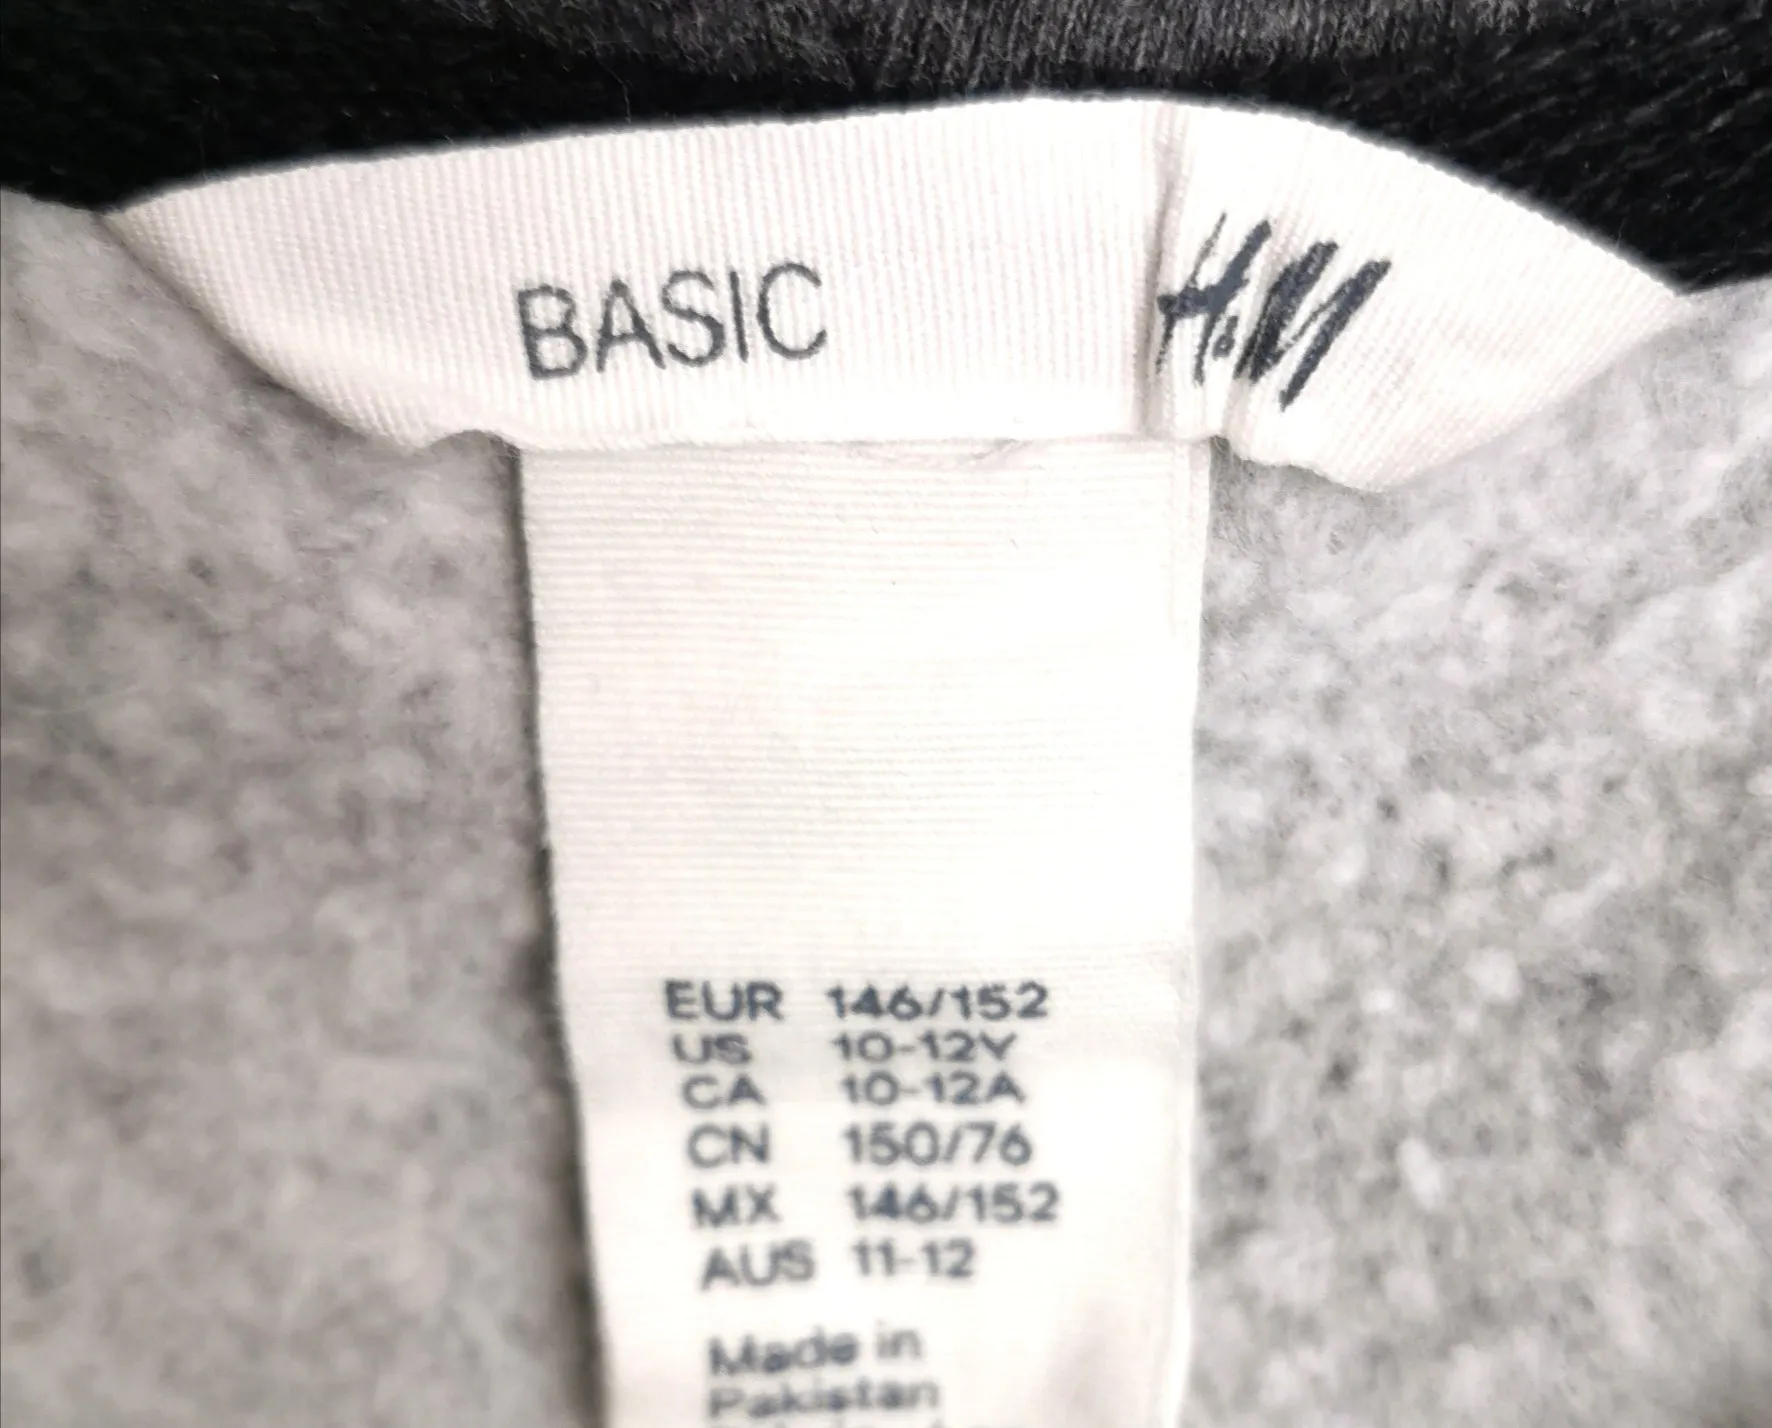 BASIC H&M
EUR 146/152
US 10-12Y
CA 10-12A
CN 150/76
MX 146/152
AUS 11-12
Made in
Pakistan